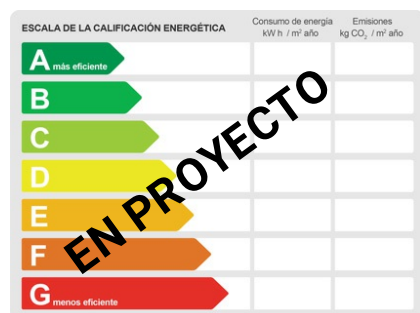 ESCALA DE LA CALIFICACIÓN ENERGÉTICA
Consumo de energía
kW h / m² año
Emisiones
kg CO₂ / m² año
A más eficiente
B
C
D
E
F
G menos eficiente
EN PROYECTO